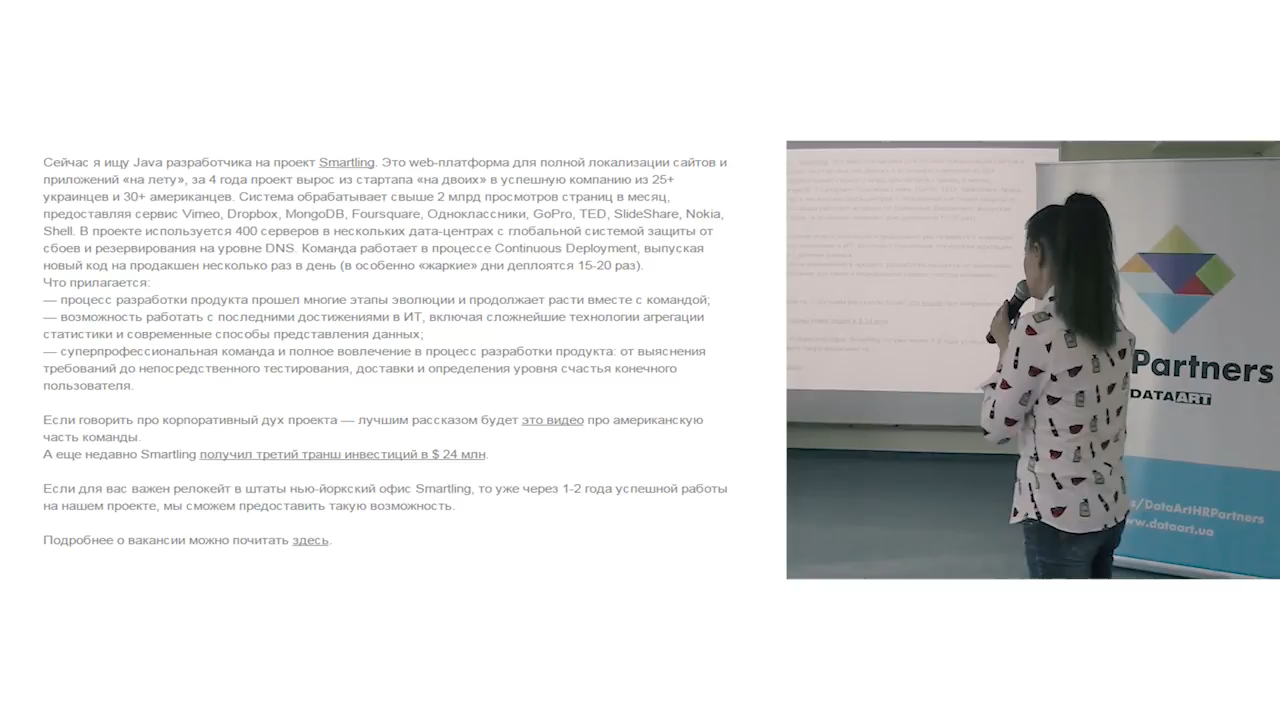 Сейчас я ищу Java разработчика на проект Smartling. Это web-платформа для полной локализации сайтов и
приложений «на лету», за 4 года проект вырос из стартапа «на двоих» в успешную компанию из 25+
украинцев и 30+ американцев. Система обрабатывает свыше 2 млрд просмотров страниц в месяц,
предоставляя сервис Vimeo, Dropbox, MongoDB, Foursquare, Одноклассники, GoPro, TED, SlideShare, Nokia,
Shell. В проекте используется 400 серверов в нескольких дата-центрах с глобальной системой защиты от
сбоев и резервирования на уровне DNS. Команда работает в процессе Continuous Deployment, выпуская
новый код на продакшен несколько раз в день (в особенно «жаркие» дни деплоятся 15-20 раз).
Что прилагается:
— процесс разработки продукта прошел многие этапы эволюции и продолжает расти вместе с командой;
— возможность работать с последними достижениями в ИТ, включая сложнейшие технологии агрегации
статистики и современные способы представления данных;
— суперпрофессиональная команда и полное вовлечение в процесс разработки продукта: от выяснения
требований до непосредственного тестирования, доставки и определения уровня счастья конечного
пользователя.
Если говорить про корпоративный дух проекта — лучшим рассказом будет это видео про американскую
часть команды.
А еще недавно Smartling получил третий транш инвестиций в $ 24 млн.
Если для вас важен релокейт в штаты нью-йоркский офис Smartling, то уже через 1-2 года успешной работы
на нашем проекте, мы сможем предоставить такую возможность.
Подробнее о вакансии можно почитать здесь.
Partners
DATAART
s/DataArtHRPartners
ww.dataart.ua